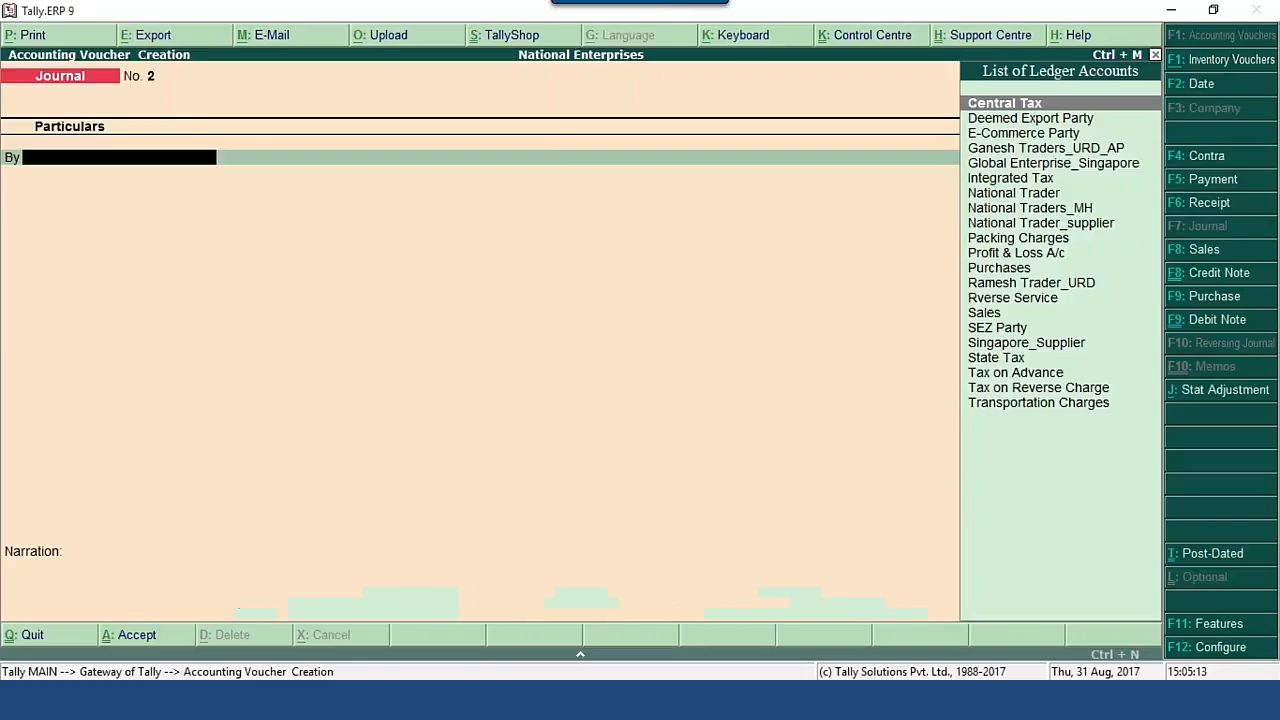 Tally.ERP 9
P: Print
E: Export
M: E-Mail
O: Upload
S: TallyShop
G: Language
K: Keyboard
K: Control Centre
H: Support Centre
H: Help
F1: Accounting Vouchers
Accounting Voucher Creation
National Enterprises
Ctrl + M
Journal
No. 2
Particulars
By
Narration:
List of Ledger Accounts
Central Tax
Deemed Export Party
E-Commerce Party
Ganesh Traders_URD_AP
Global Enterprise_Singapore
Integrated Tax
National Trader
National Traders_MH
National Trader_supplier
Packing Charges
Profit & Loss A/c
Purchases
Ramesh Trader_URD
Rverse Service
Sales
SEZ Party
Singapore_Supplier
State Tax
Tax on Advance
Tax on Reverse Charge
Transportation Charges
F1: Inventory Vouchers
F2: Date
F3: Company
F4: Contra
F5: Payment
F6: Receipt
F7: Journal
F8: Sales
F8: Credit Note
F9: Purchase
F9: Debit Note
F10: Reversing Journal
F10: Memos
J: Stat Adjustment
T: Post-Dated
L: Optional
F11: Features
F12: Configure
Q: Quit
A: Accept
D: Delete
X: Cancel
Ctrl + N
Tally MAIN --> Gateway of Tally --> Accounting Voucher Creation
(c) Tally Solutions Pvt. Ltd., 1988-2017
Thu, 31 Aug, 2017
15:05:13